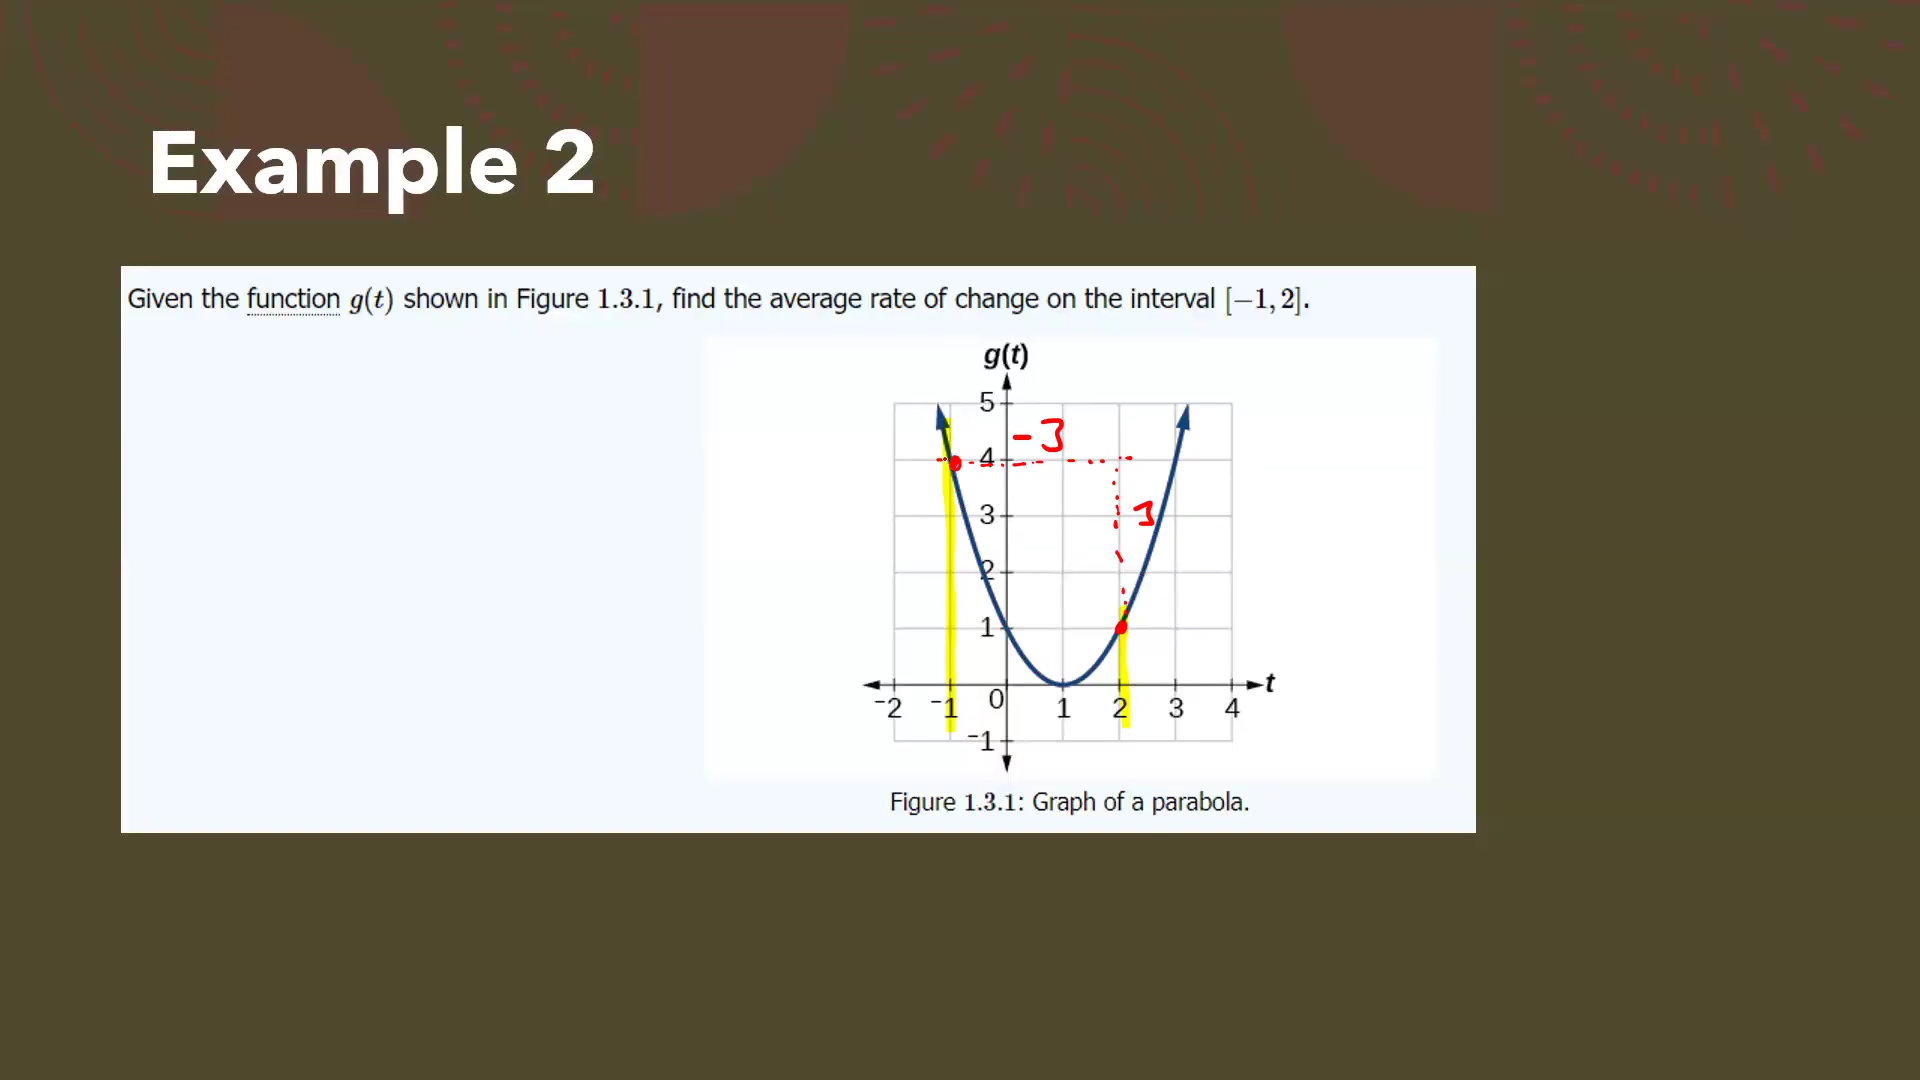 Example 2
Given the function g(t) shown in Figure 1.3.1, find the average rate of change on the interval [−1, 2].
g(t)
5
-3
4
3
3
2
1
t
-2 -1 0 1 2 3 4
-1
Figure 1.3.1: Graph of a parabola.